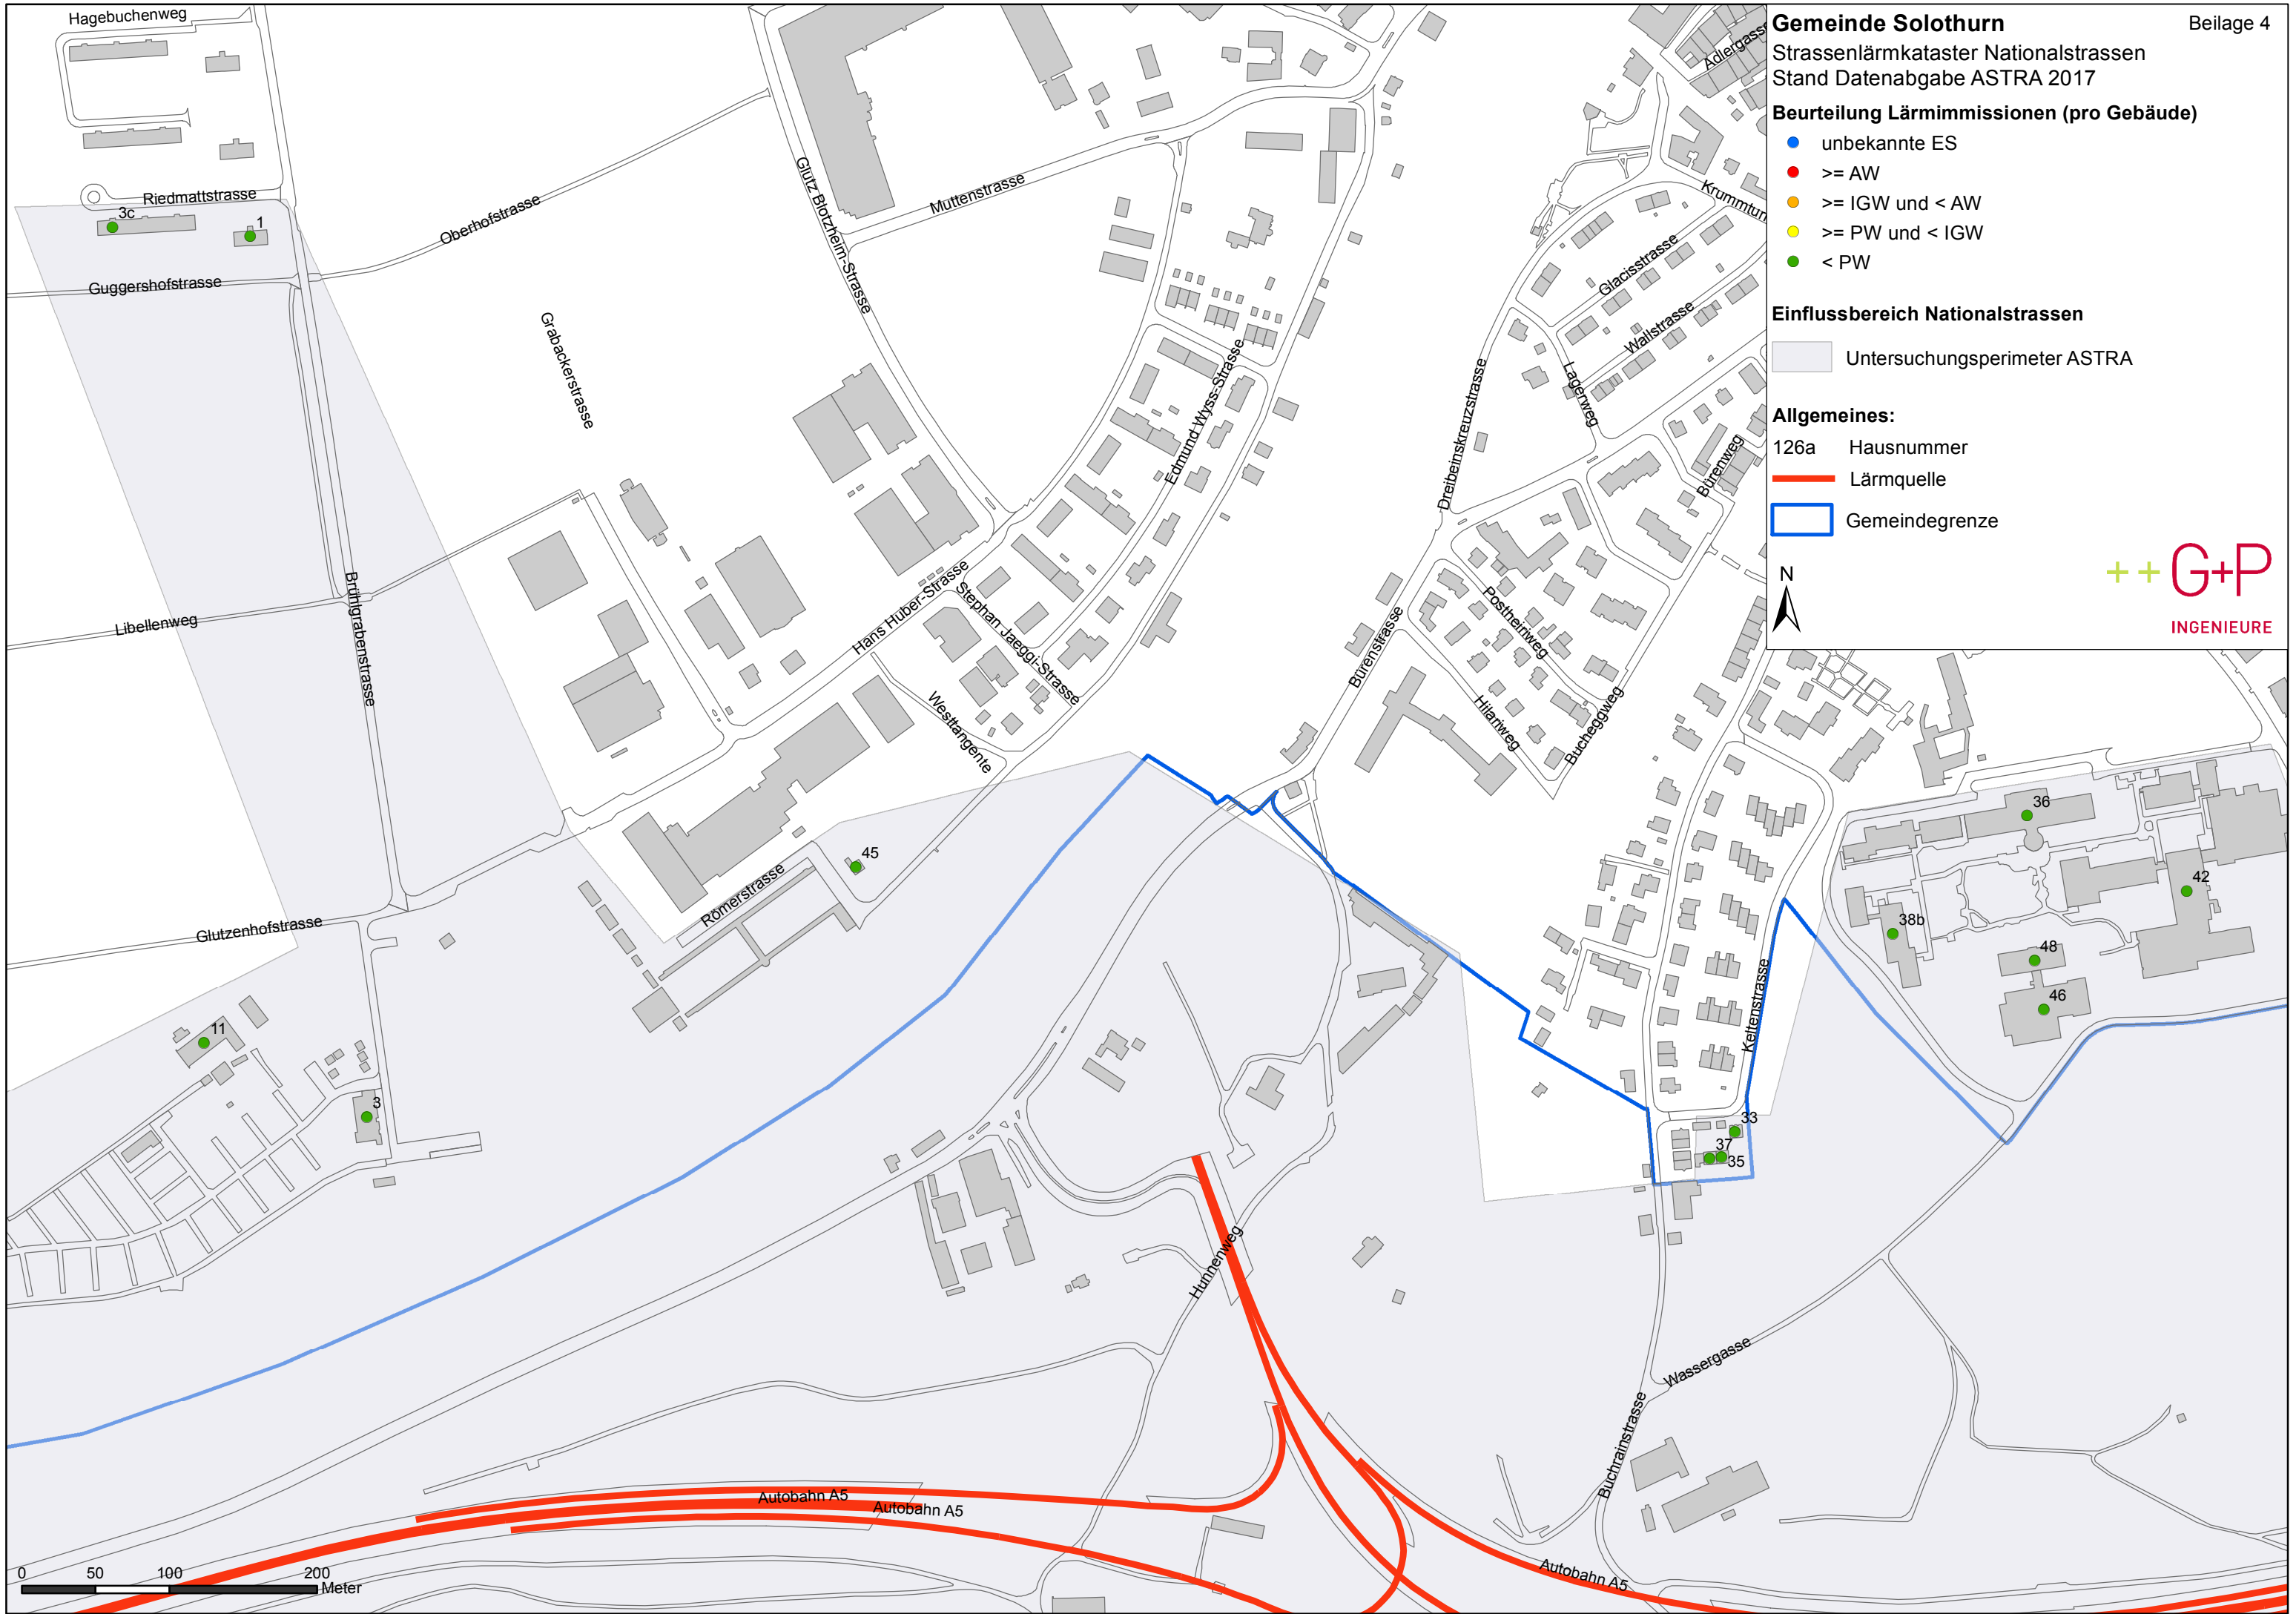 Gemeinde Solothurn
Beilage 4
Strassenlärmkataster Nationalstrassen
Stand Datenabgabe ASTRA 2017
Beurteilung Lärmimmissionen (pro Gebäude)
unbekannte ES
>= AW
>= IGW und < AW
>= PW und < IGW
< PW
Einflussbereich Nationalstrassen
Untersuchungsperimeter ASTRA
Allgemeines:
126a Hausnummer
Lärmquelle
Gemeindegrenze
N
++G+P
INGENIEURE
Hagebuchenweg
Riedmattstrasse
3c
1
Guggershofstrasse
Oberhofstrasse
Grabackerstrasse
Glutz Blotzheim-Strasse
Muttenstrasse
Adlergasse
Krummtur
Glacisstrasse
Wallstrasse
Lagerweg
Dreibeinskreuzstrasse
Bürenweg
Edmund Wyss-Strasse
Libellenweg
Brühlgrabenstrasse
Hans Huber-Strasse
Stephan Jaeggi-Strasse
Westtangente
Bürenstrasse
Postheiriweg
Hilariweg
Bucheggweg
36
45
42
Römerstrasse
Glutzenhofstrasse
38b
48
46
Keltenstrasse
11
3
33
37
35
Hunnenweg
Wassergasse
Buchrainstrasse
Autobahn A5
Autobahn A5
Autobahn A5
0 50 100 200
Meter